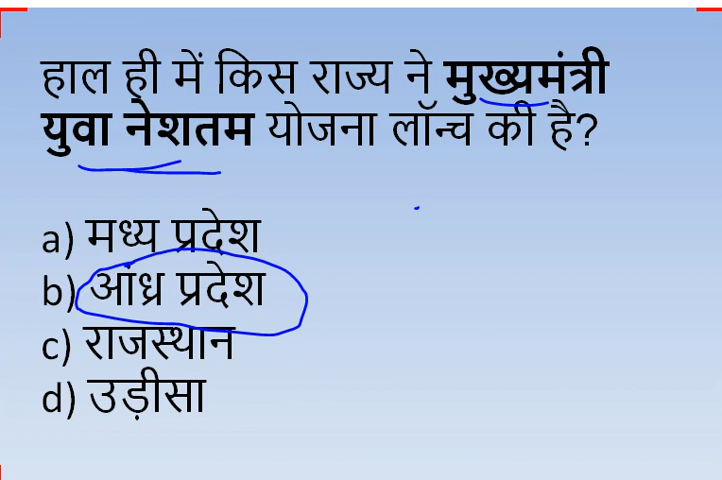 हाल ही में किस राज्य ने मुख्यमंत्री
युवा नेशतम योजना लॉन्च की है?
a) मध्य प्रदेश
b) आंध्र प्रदेश
c) राजस्थान
d) उड़ीसा